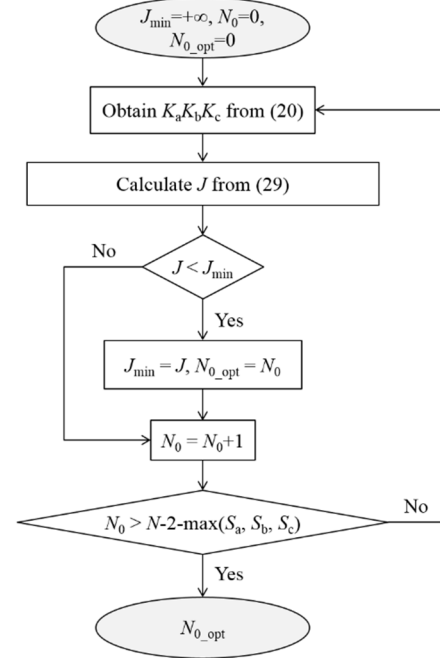 J_min=+∞, N_0=0,
N_0_opt=0
Obtain K_aK_bK_c from (20)
Calculate J from (29)
No
J < J_min
Yes
J_min = J, N_0_opt = N_0
N_0 = N_0+1
No
N_0 > N-2-max(S_a, S_b, S_c)
Yes
N_0_opt